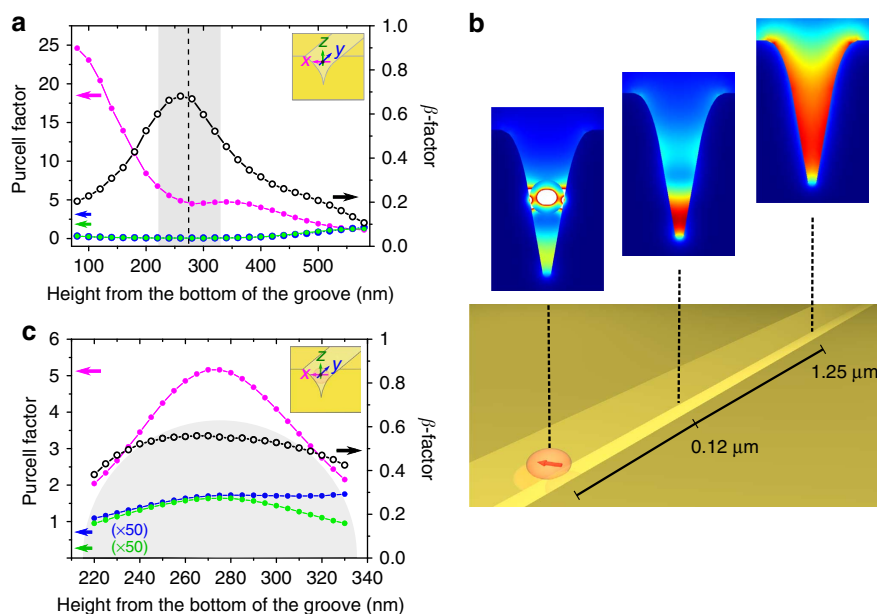 a
25
20
15
10
5
0
Purcell factor
1.0
0.8
0.6
0.4
0.2
0.0
β-factor
z
y
x
100
200
300
400
500
Height from the bottom of the groove (nm)
b
1.25 μm
0.12 μm
c
6
5
4
3
2
1
Purcell factor
1
0.8
0.6
0.4
0.2
0.0
β-factor
z
y
x
(×50)
(×50)
220
240
260
280
300
320
340
Height from the bottom of the groove (nm)